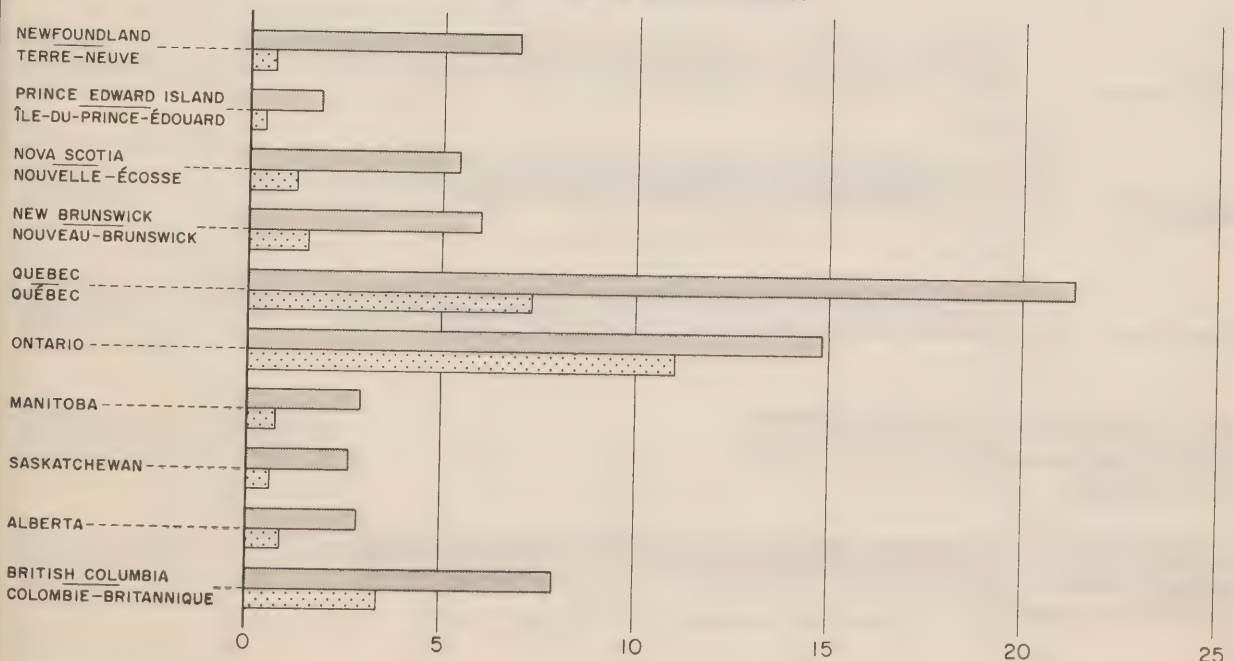 NEWFOUNDLAND
TERRE-NEUVE
PRINCE EDWARD ISLAND
ÎLE-DU-PRINCE-ÉDOUARD
NOVA SCOTIA
NOUVELLE-ÉCOSSE
NEW BRUNSWICK
NOUVEAU-BRUNSWICK
QUEBEC
QUÉBEC
ONTARIO
MANITOBA
SASKATCHEWAN
ALBERTA
BRITISH COLUMBIA
COLOMBIE-BRITANNIQUE
0 5 10 15 20 25